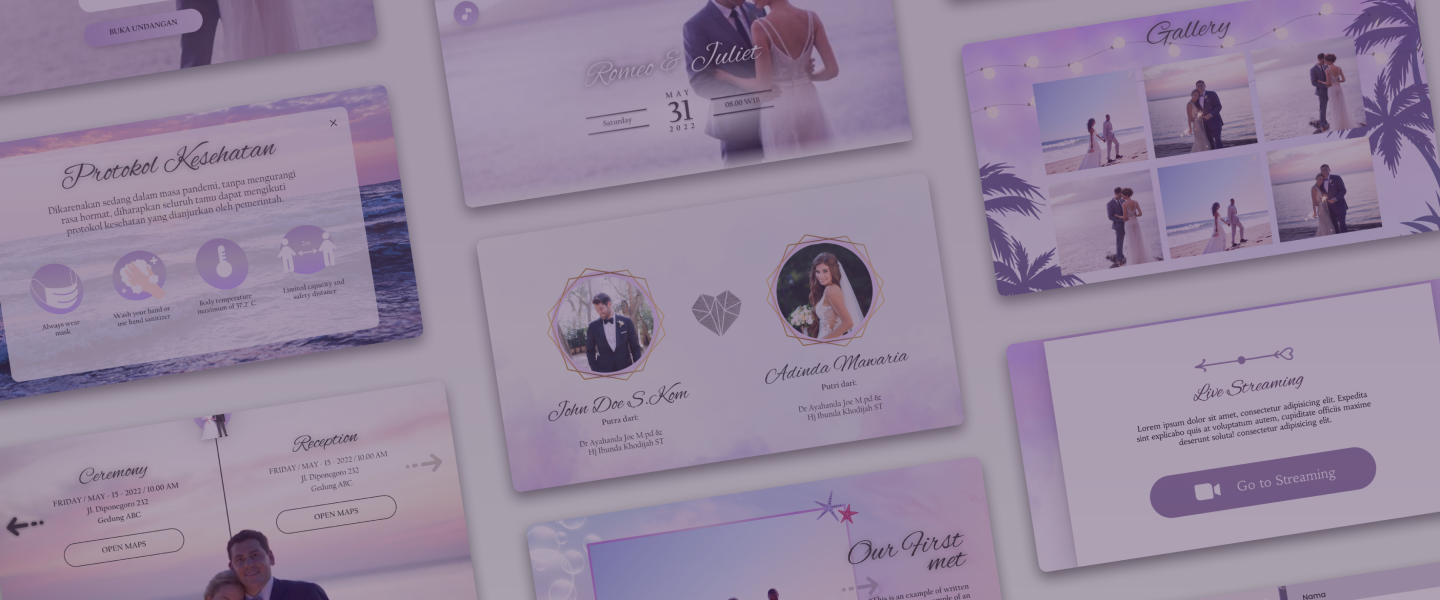 BUKA UNDANGAN
Protokol Kesehatan
Dikarenakan sedang dalam masa pandemi, tanpa mengurangi
rasa hormat, diharapkan seluruh tamu dapat mengikuti
protokol kesehatan yang dianjurkan oleh pemerintah.
Always wear
mask
Wash your hand or
use hand sanitizer
Body temperature
maximum of 37.2° C
2m
Limited capacity and
safety distance
Ceremony
FRIDAY / MAY - 15 - 2022 / 10.00 AM
Jl. Diponegoro 232
Gedung ABC
OPEN MAPS
Reception
FRIDAY / MAY - 15 - 2022 / 10.00 AM
Jl. Diponegoro 232
Gedung ABC
OPEN MAPS
Romeo & Juliet
Saturday
MAY
31
2022
08.00 WIB
John Doe S.Kom
Putra dari:
Dr Ayahanda Joe M.pd &
Hj Ibunda Khodijah ST
Adinda Mawaria
Putri dari:
Dr Ayahanda Joe M.pd &
Hj Ibunda Khodijah ST
Our First
met
This is an example of written
Gallery
Live Streaming
Lorem ipsum dolor sit amet, consectetur adipisicing elit. Expedita
sint explicabo quis at voluptatum autem, cupiditate officiis maxime
deserunt soluta! consectetur adipisicing elit.
Go to Streaming
Nama